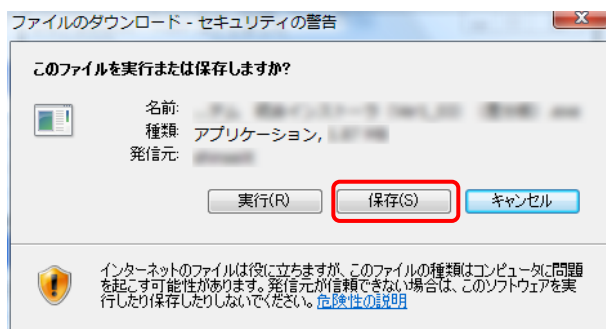 ファイルのダウンロード - セキュリティの警告
このファイルを実行または保存しますか?
名前:
種類: アプリケーション,
発信元:
実行(R) 保存(S) キャンセル
インターネットのファイルは役に立ちますが、このファイルの種類はコンピュータに問題
を起こす可能性があります。発信元が信頼できない場合は、このソフトウェアを実
行したり保存したりしないでください。危険性の説明